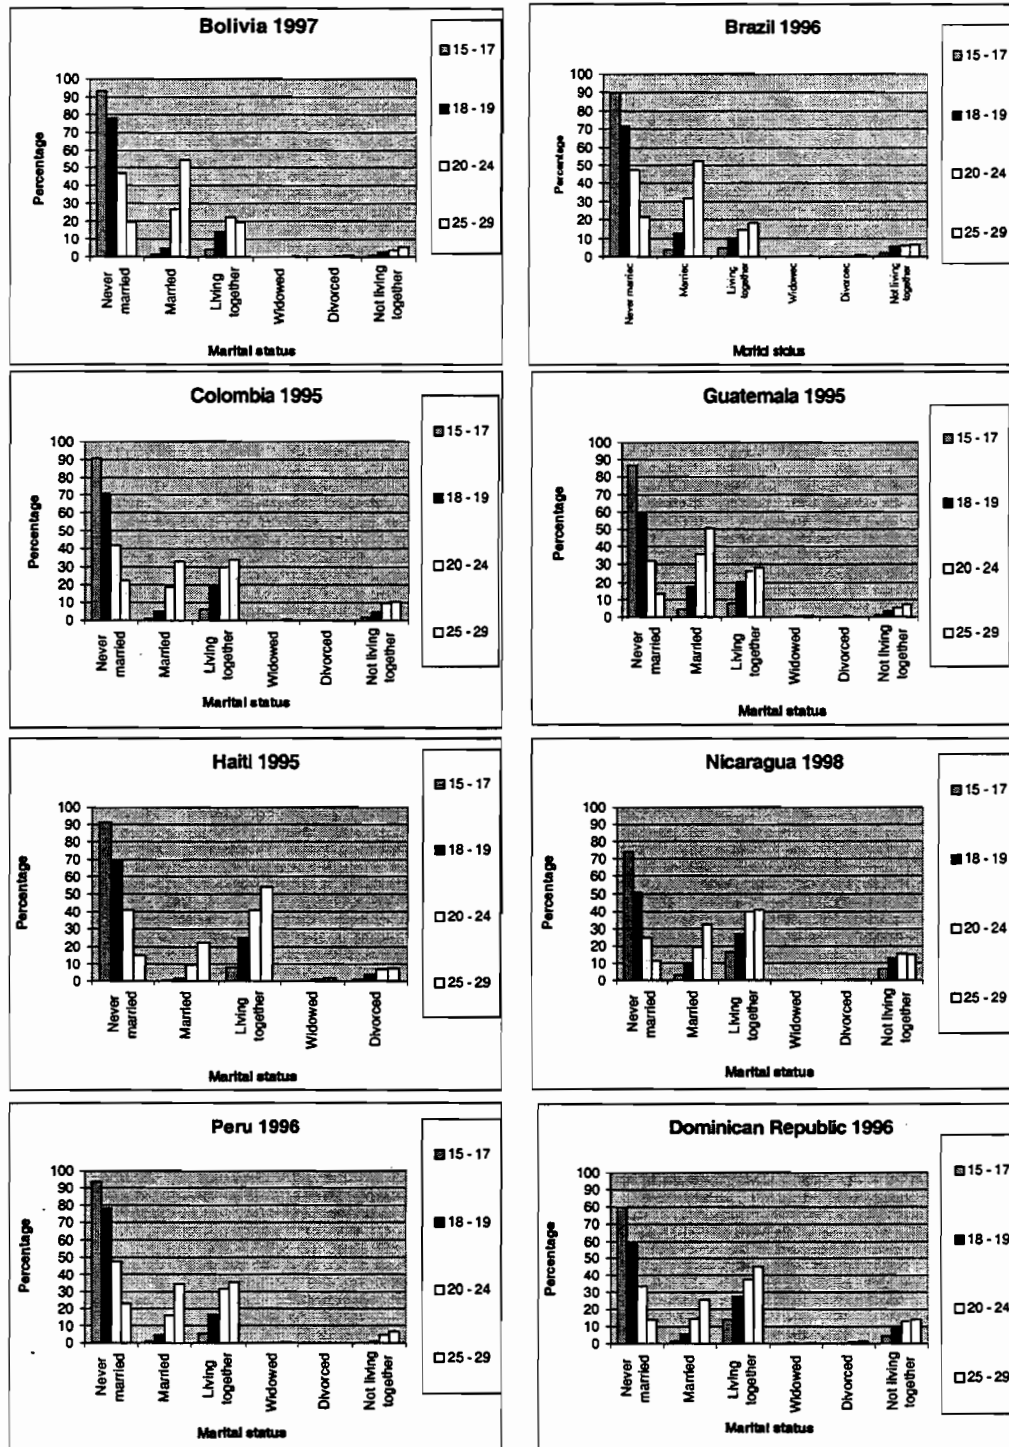 Bolivia 1997
Percentage
100
90
80
70
60
50
40
30
20
10
0
Never married
Married
Living together
Widowed
Divorced
Not living together
Marital status
15 - 17
18 - 19
20 - 24
25 - 29
Brazil 1996
Percentage
100
90
80
70
60
50
40
30
20
10
0
Never married
Married
Living together
Widowed
Divorced
Not living together
Marital status
15 - 17
18 - 19
20 - 24
25 - 29
Colombia 1995
Percentage
100
90
80
70
60
50
40
30
20
10
0
Never married
Married
Living together
Widowed
Divorced
Not living together
Marital status
15 - 17
18 - 19
20 - 24
25 - 29
Guatemala 1995
Percentage
100
90
80
70
60
50
40
30
20
10
0
Never married
Married
Living together
Widowed
Divorced
Not living together
Marital status
15 - 17
18 - 19
20 - 24
25 - 29
Haiti 1995
Percentage
100
90
80
70
60
50
40
30
20
10
0
Never married
Married
Living together
Widowed
Divorced
Marital status
15 - 17
18 - 19
20 - 24
25 - 29
Nicaragua 1998
Percentage
100
90
80
70
60
50
40
30
20
10
0
Never married
Married
Living together
Widowed
Divorced
Not living together
Marital status
15 - 17
18 - 19
20 - 24
25 - 29
Peru 1996
Percentage
100
90
80
70
60
50
40
30
20
10
0
Never married
Married
Living together
Widowed
Divorced
Not living together
Marital status
15 - 17
18 - 19
20 - 24
25 - 29
Dominican Republic 1996
Percentage
100
90
80
70
60
50
40
30
20
10
0
Never married
Married
Living together
Widowed
Divorced
Not living together
Marital status
15 - 17
18 - 19
20 - 24
25 - 29